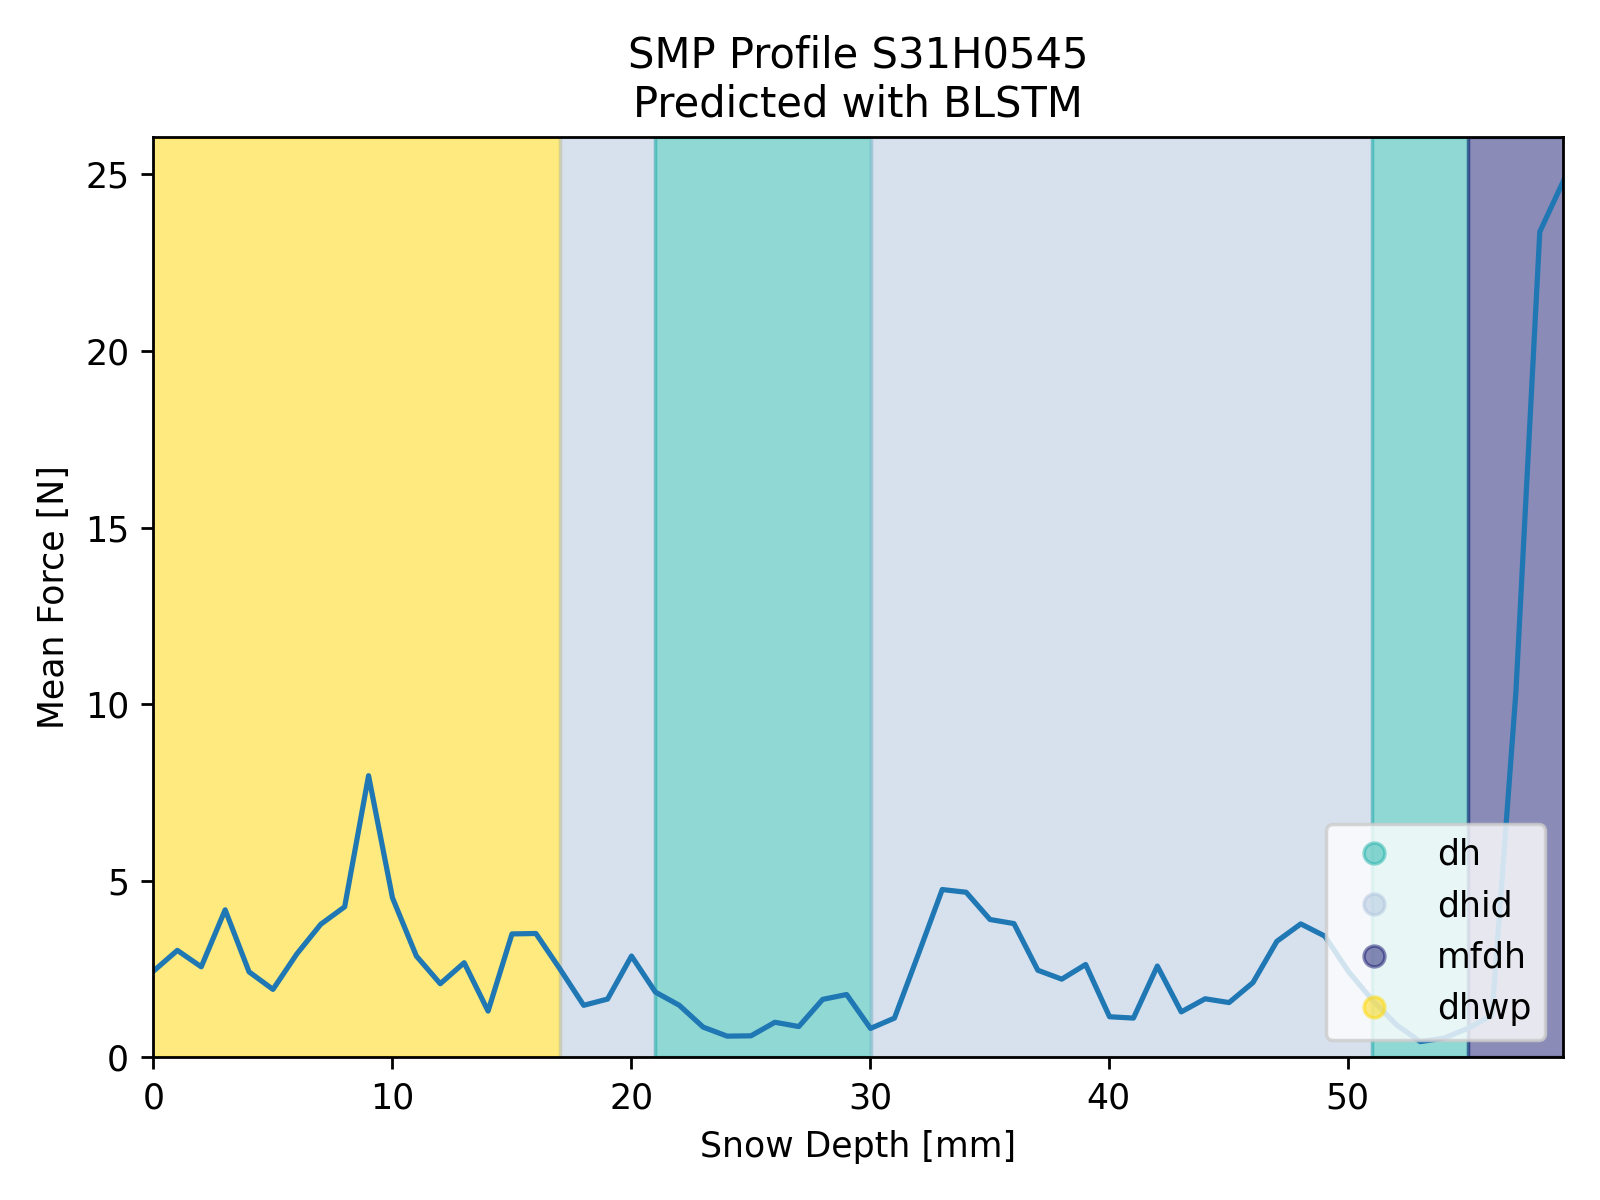 SMP Profile S31H0545
Predicted with BLSTM
25
20
15
10
5
0
Mean Force [N]
dh
dhid
mfdh
dhwp
0 10 20 30 40 50
Snow Depth [mm]